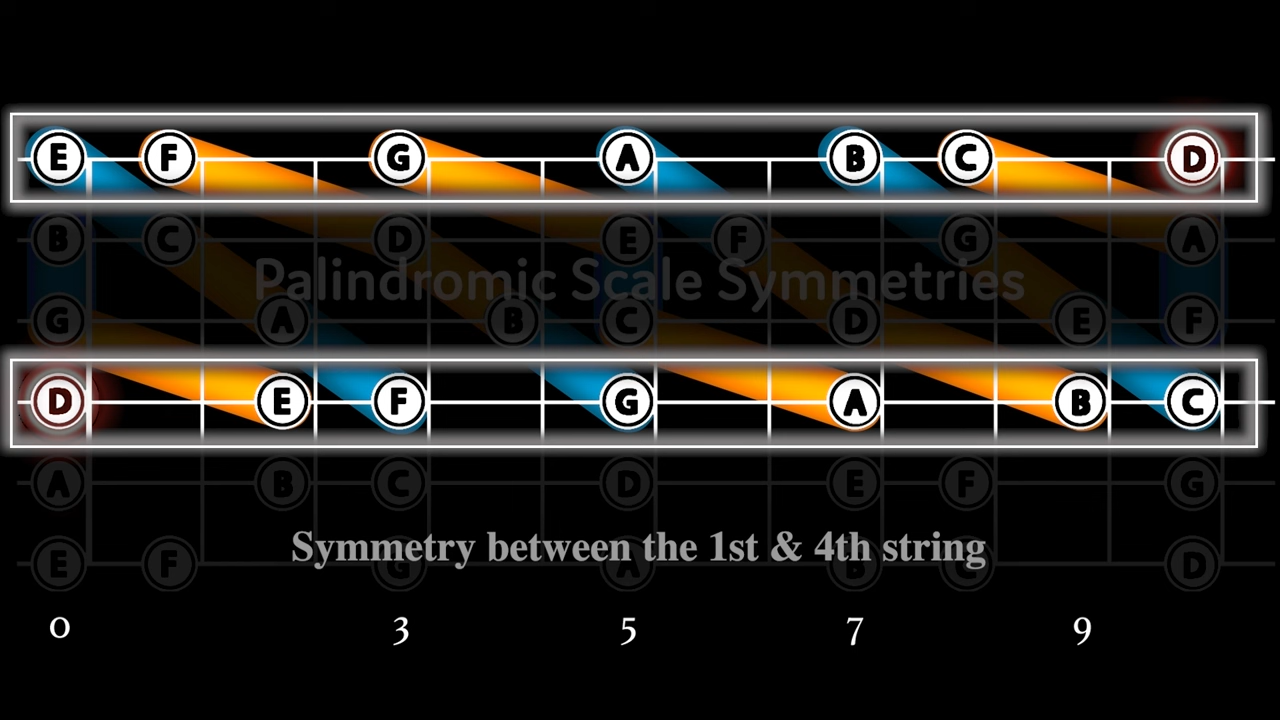 E F G A B C D
B C D E F G A
Palindromic Scale Symmetries
G A B C D E F
D E F G A B C
A B C D E F G
Symmetry between the 1st & 4th string
E F G A B C D
0 3 5 7 9